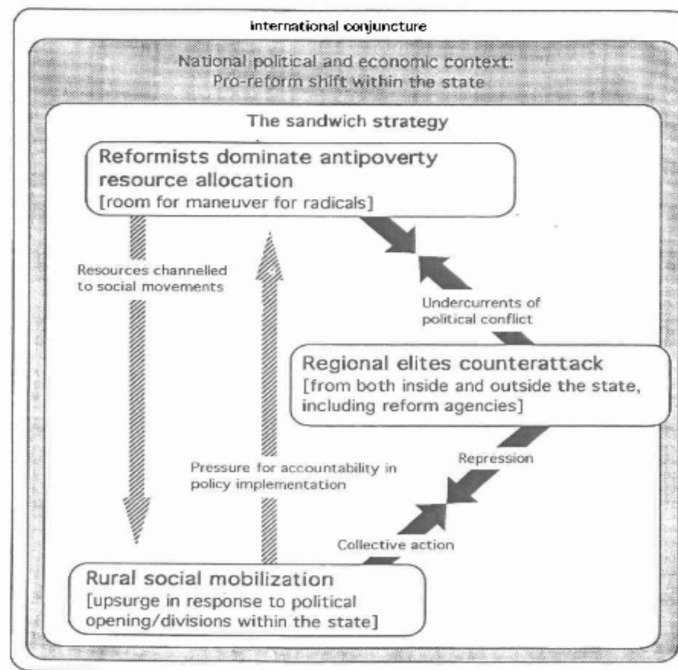 International conjuncture
National political and economic context:
Pro-reform shift within the state
The sandwich strategy
Reformists dominate antipoverty
resource allocation
[room for maneuver for radicals]
Resources channelled
to social movements
Undercurrents of
political conflict
Regional elites counterattack
[from both inside and outside the state,
including reform agencies]
Pressure for accountability in
policy implementation
Repression
Collective action
Rural social mobilization
[upsurge in response to political
opening/divisions within the state]